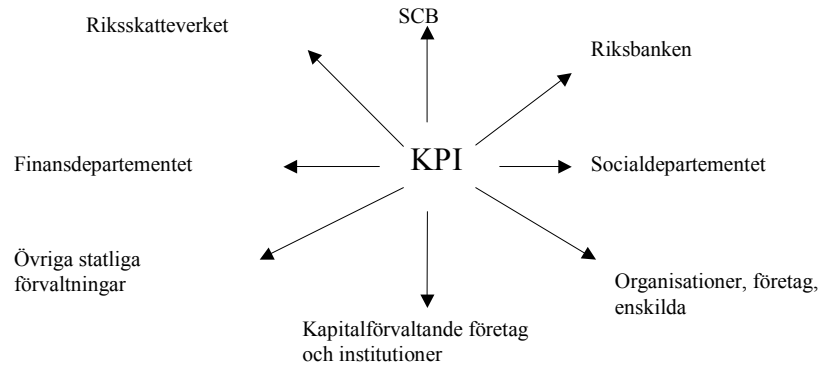 SCB
Riksskatteverket
Riksbanken
KPI
Finansdepartementet
Socialdepartementet
Övriga statliga
förvaltningar
Organisationer, företag,
enskilda
Kapitalförvaltande företag
och institutioner